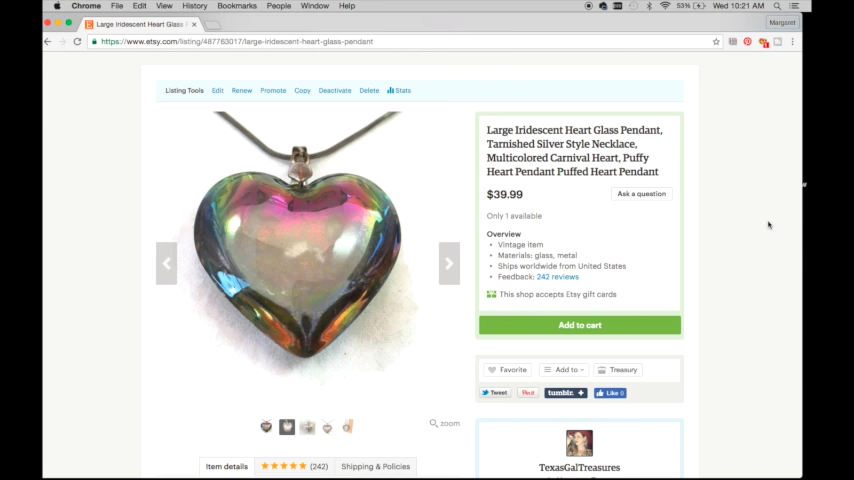 Chrome File Edit View History Bookmarks People Window Help
53% Wed 10:21 AM
Large Iridescent Heart Glass P
Margaret
https://www.etsy.com/listing/487763017/large-iridescent-heart-glass-pendant
Listing Tools Edit Renew Promote Copy Deactivate Delete Stats
Large Iridescent Heart Glass Pendant,
Tarnished Silver Style Necklace,
Multicolored Carnival Heart, Puffy
Heart Pendant Puffed Heart Pendant
$39.99 Ask a question
Only 1 available
Overview
• Vintage item
• Materials: glass, metal
• Ships worldwide from United States
• Feedback: 242 reviews
This shop accepts Etsy gift cards
Add to cart
Favorite Add to Treasury
Tweet Pin it tumblr. + Like 0
zoom
TexasGalTreasures
Item details (242) Shipping & Policies